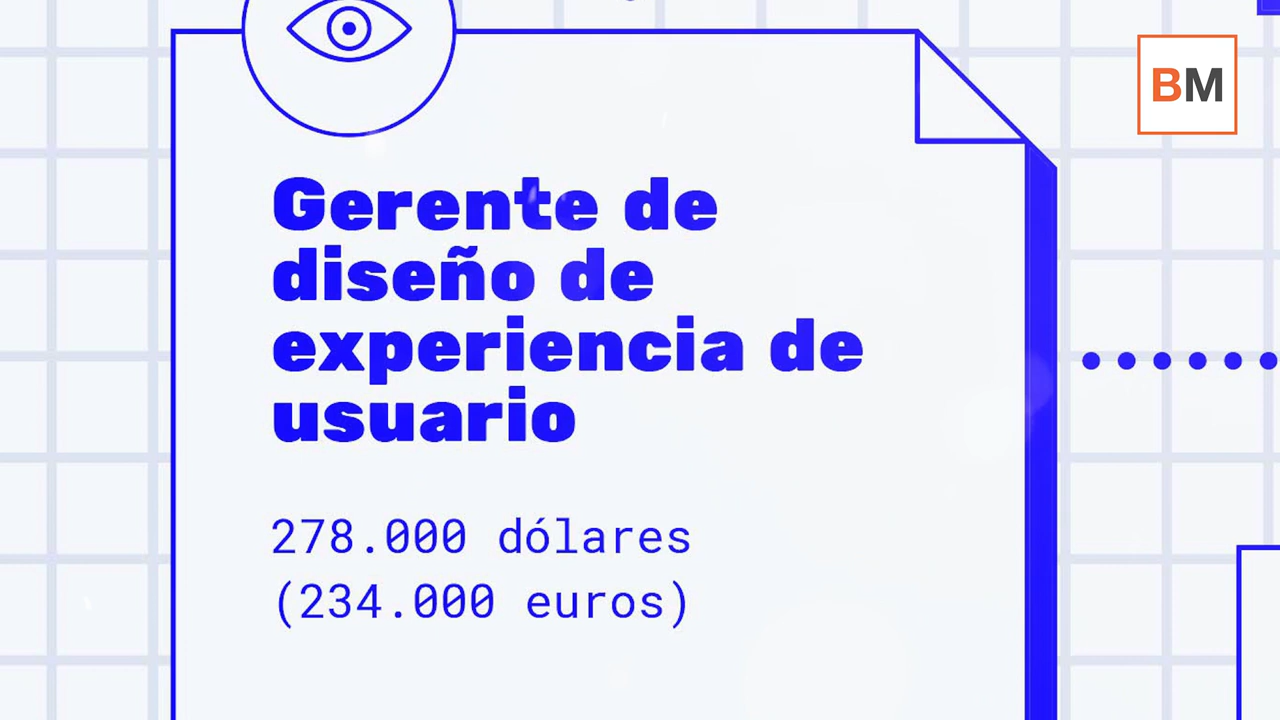 BM
Gerente de
diseño de
experiencia de
usuario
278.000 dólares
(234.000 euros)